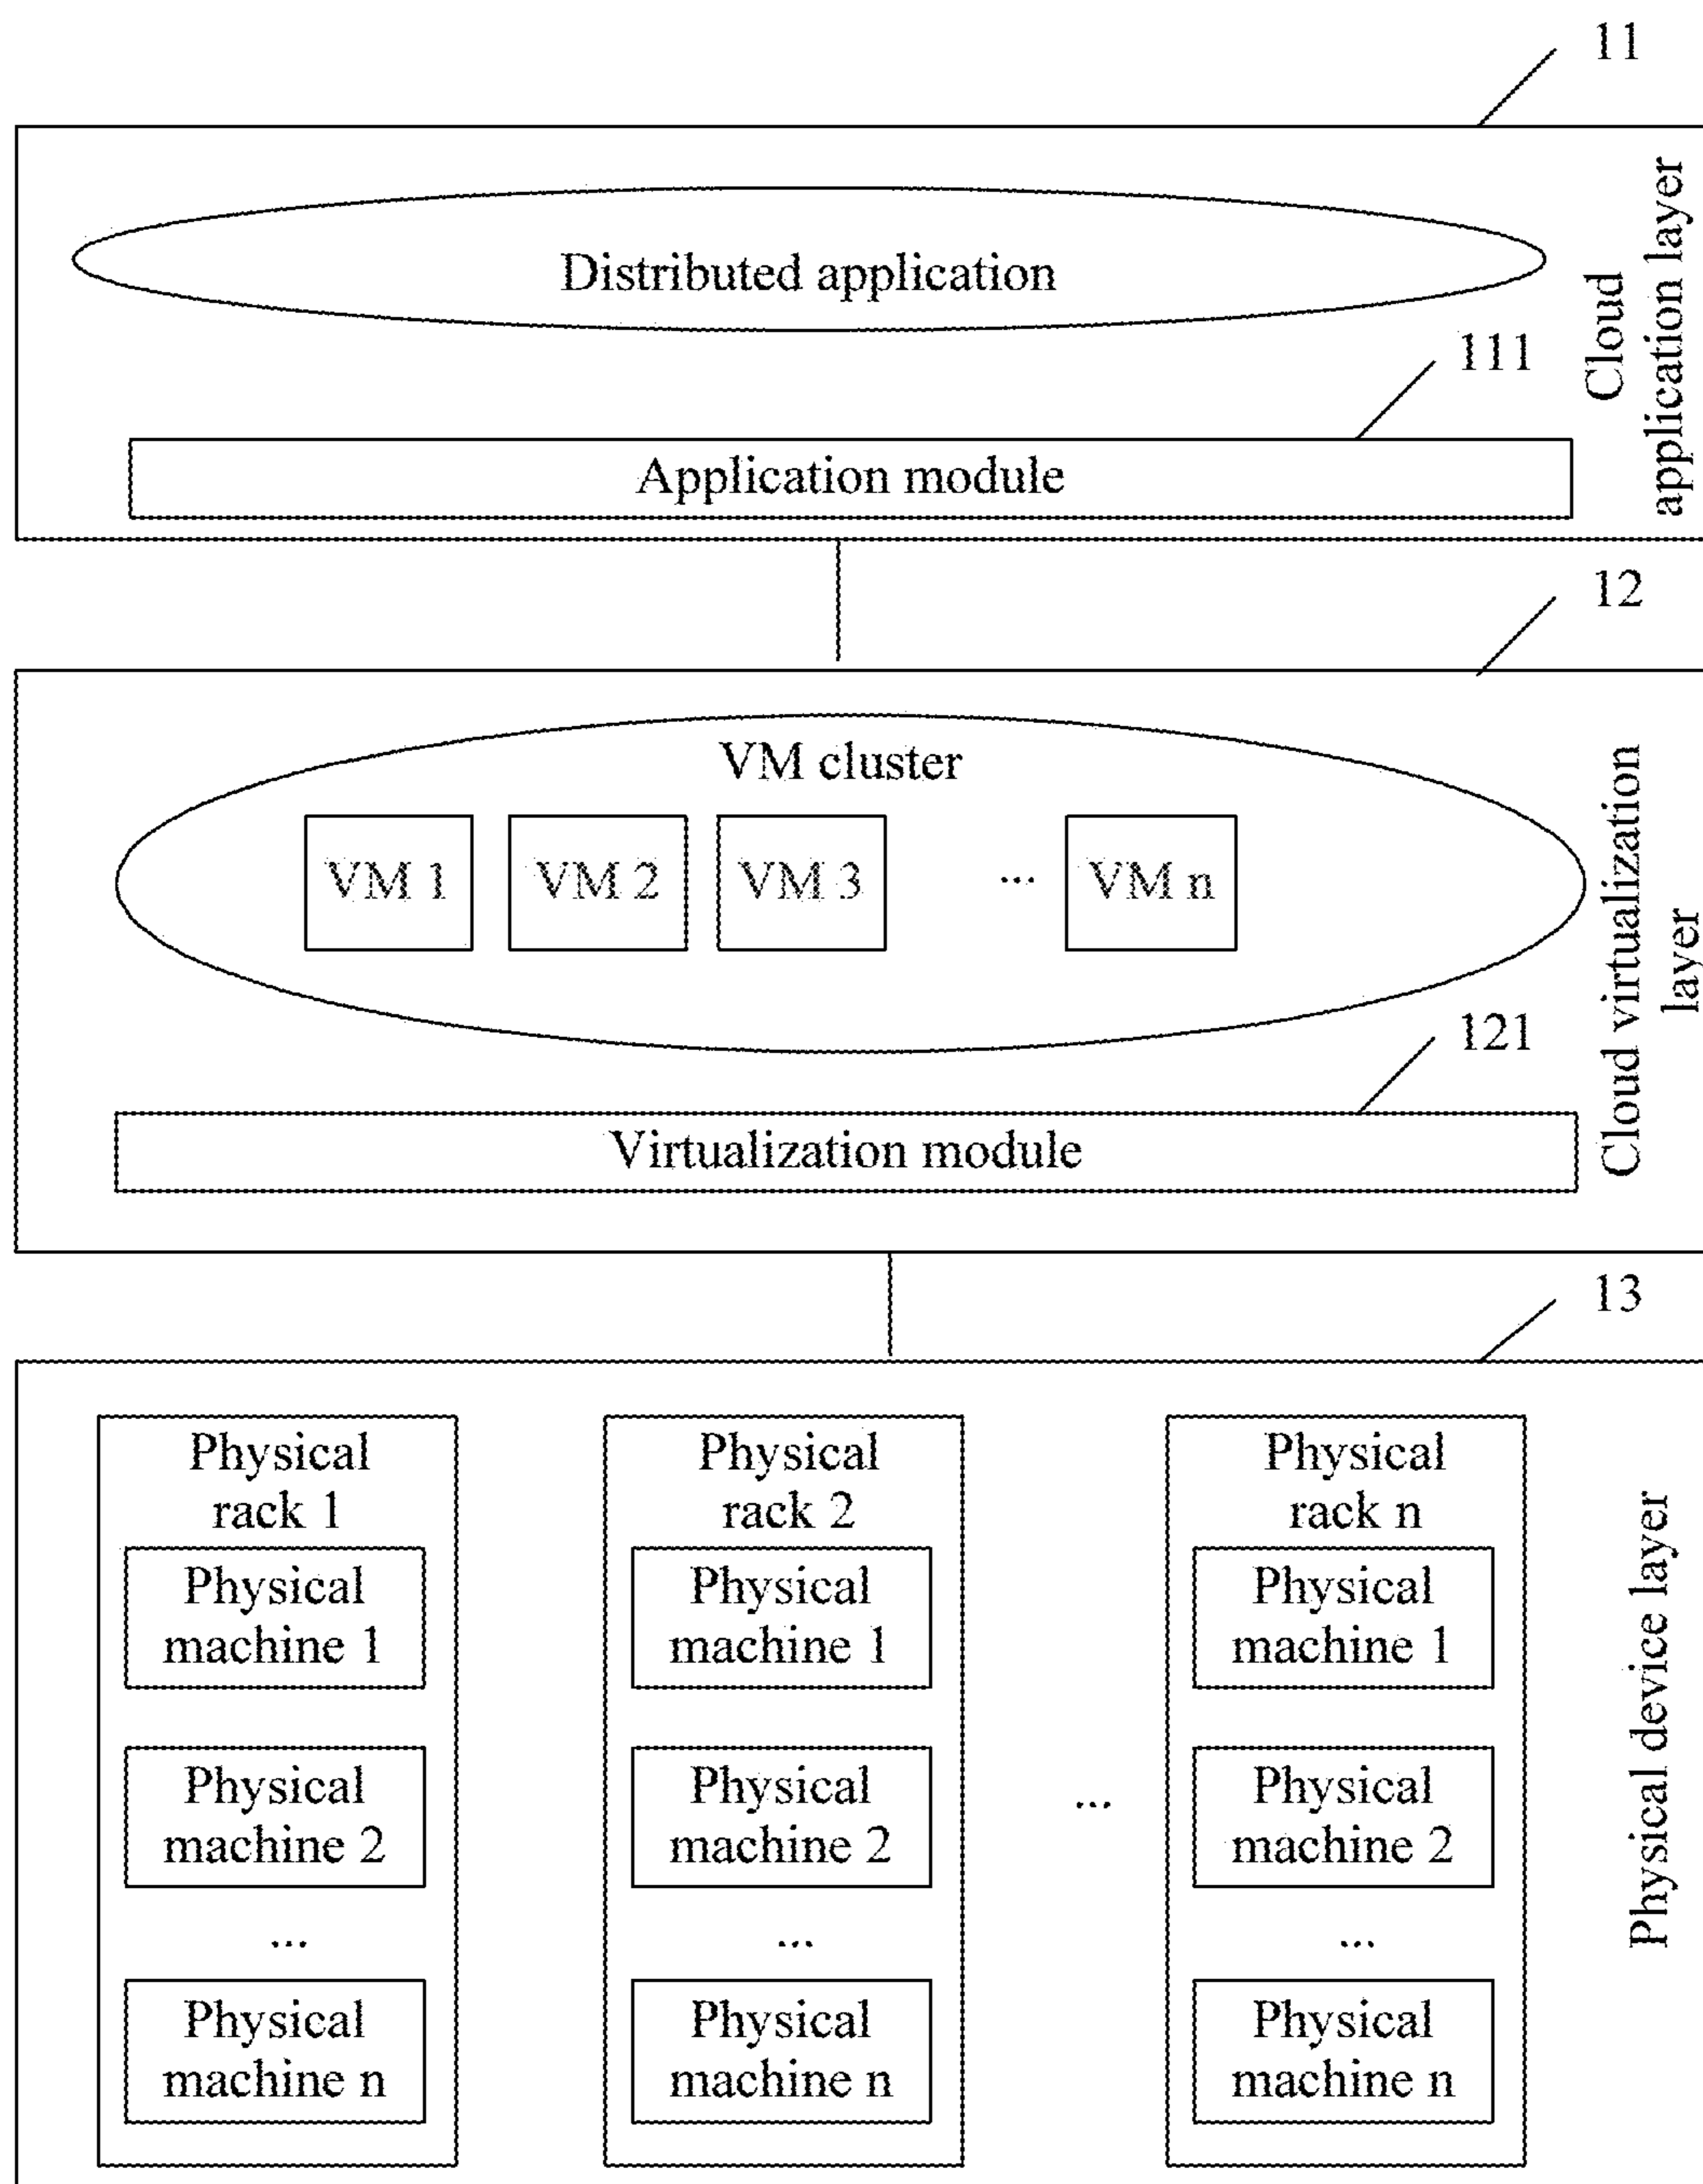 11
Distributed application
Cloud
application layer
111
Application module
12
VM cluster
VM 1 VM 2 VM 3 ... VM n
Cloud virtualization
layer
121
Virtualization module
13
Physical
rack 1
Physical
machine 1
Physical
machine 2
...
Physical
machine n
Physical
rack 2
Physical
machine 1
Physical
machine 2
...
Physical
machine n
...
Physical
rack n
Physical
machine 1
Physical
machine 2
...
Physical
machine n
Physical device layer